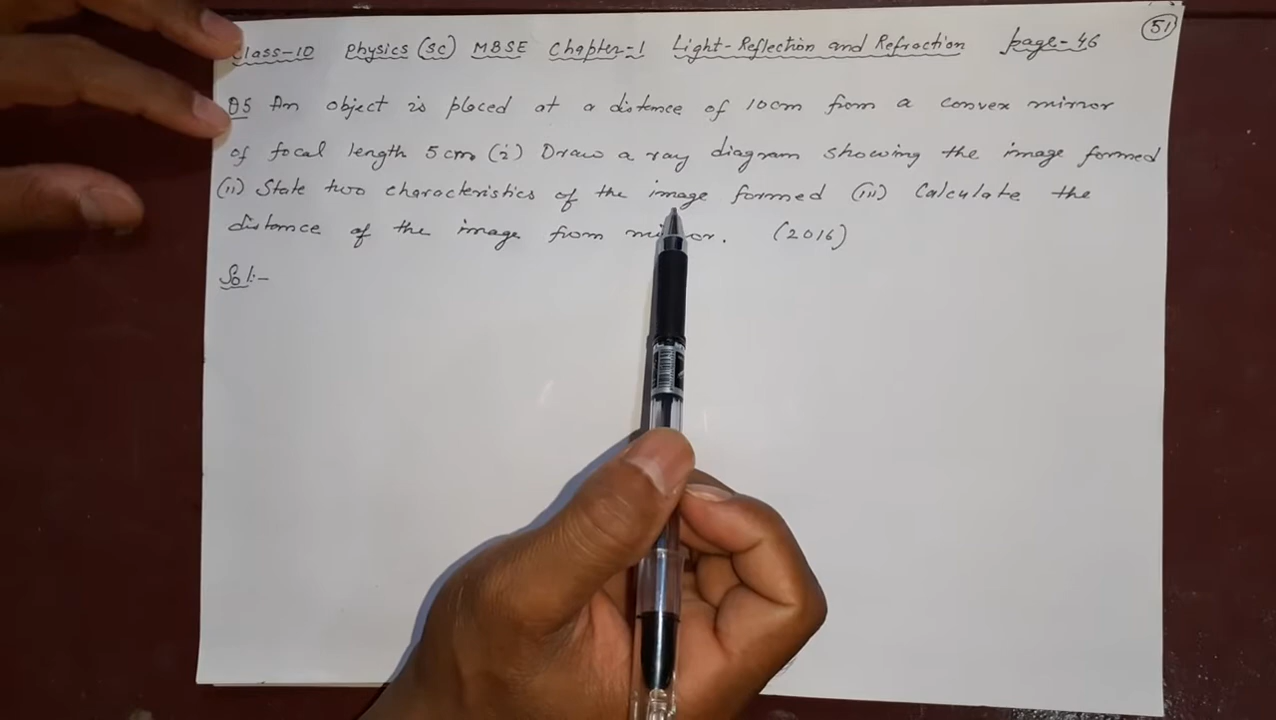 Class-10 Physics (SC) MBSE Chapter-1 Light-Reflection and Refraction page-46 51
Q5 An object is placed at a distance of 10cm from a convex mirror
of focal length 5cm (i) Draw a ray diagram showing the image formed
(ii) State two characteristics of the image formed (iii) Calculate the
distance of the image from mirror. (2016)
Sol:-